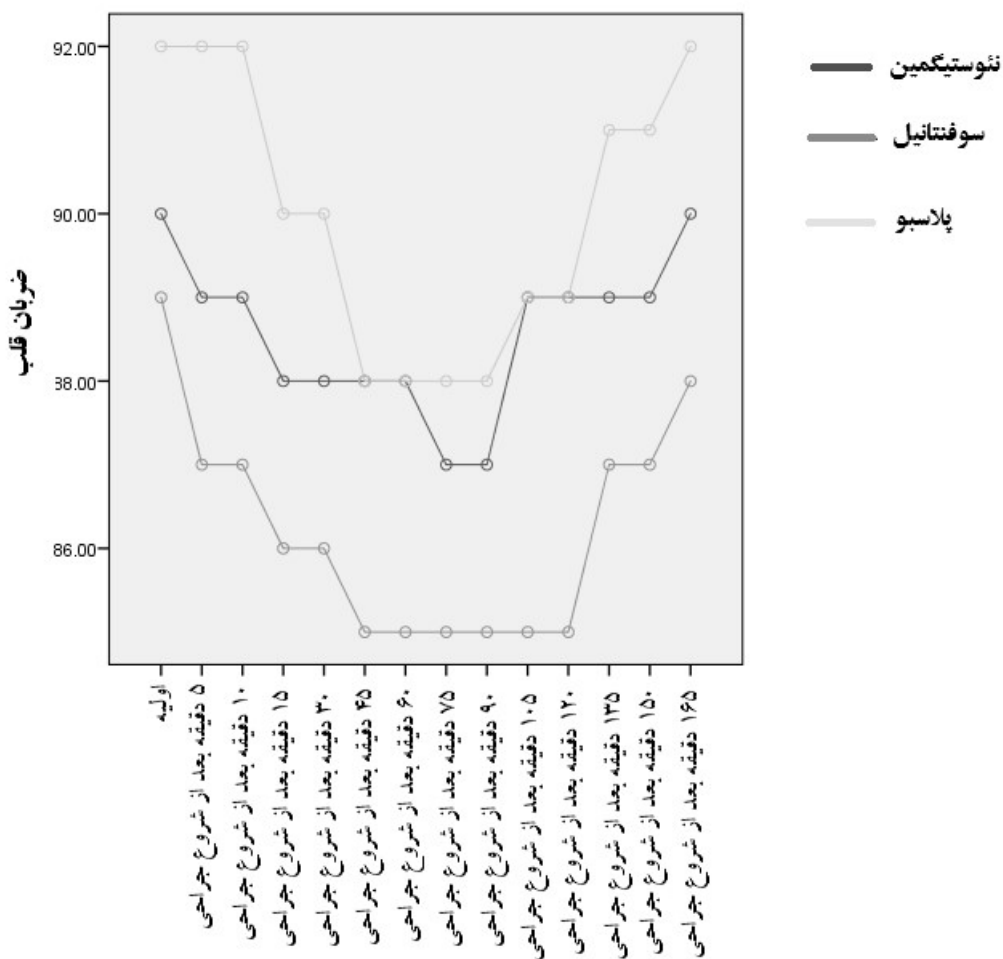 92.00
90.00
38.00
86.00
ضربان قلب
نئوستیگمین
سوفنتانیل
پلاسبو
اولیه
۵ دقیقه بعد از شروع جراحی
۱۰ دقیقه بعد از شروع جراحی
۱۵ دقیقه بعد از شروع جراحی
۳۰ دقیقه بعد از شروع جراحی
۴۵ دقیقه بعد از شروع جراحی
۶۰ دقیقه بعد از شروع جراحی
۷۵ دقیقه بعد از شروع جراحی
۹۰ دقیقه بعد از شروع جراحی
۱۰۵ دقیقه بعد از شروع جراحی
۱۲۰ دقیقه بعد از شروع جراحی
۱۳۵ دقیقه بعد از شروع جراحی
۱۵۰ دقیقه بعد از شروع جراحی
۱۶۵ دقیقه بعد از شروع جراحی